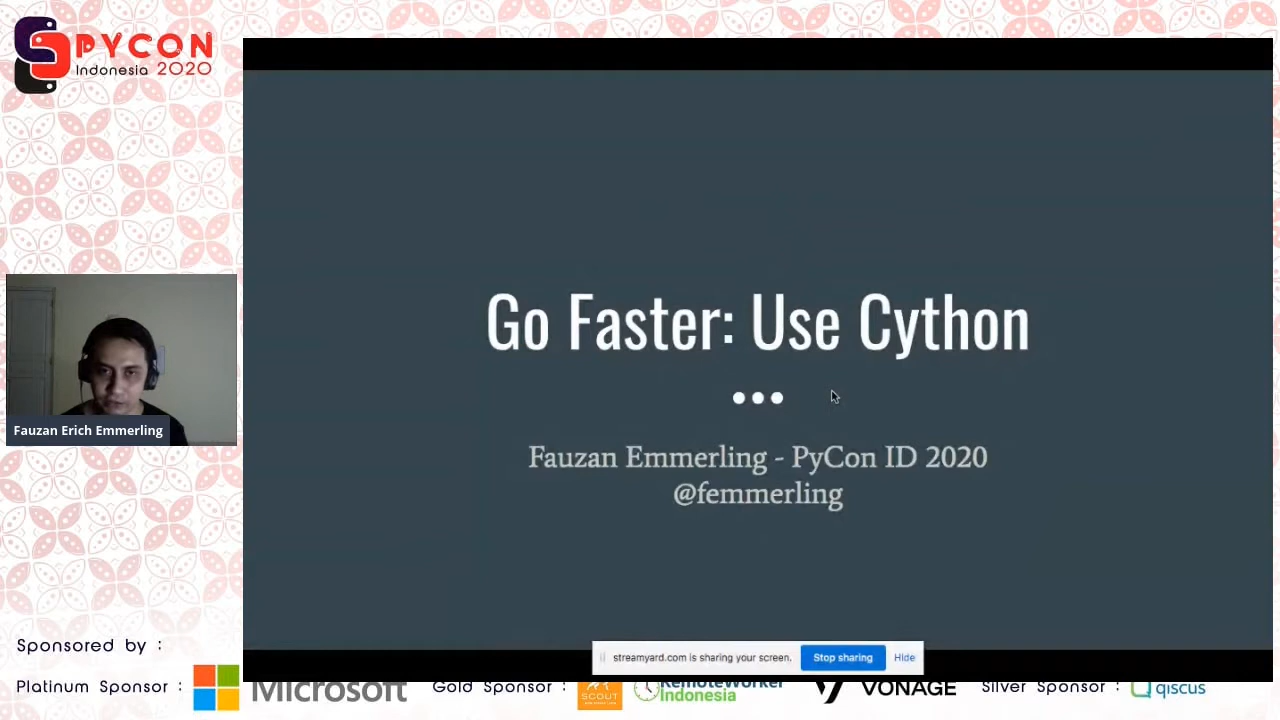 PYCON
Indonesia 2020
Go Faster: Use Cython
Fauzan Emmerling - PyCon ID 2020
@femmerling
Fauzan Erich Emmerling
streamyard.com is sharing your screen.
Stop sharing
Hide
Sponsored by :
Platinum Sponsor :
Microsoft
Gold Sponsor :
SCOUT
RemoteWorker
Indonesia
VONAGE
Silver Sponsor :
qiscus